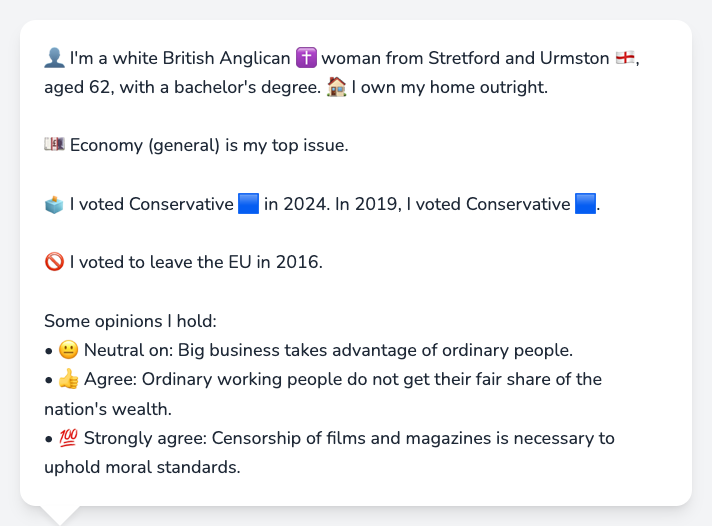 👤 I'm a white British Anglican ✝️ woman from Stretford and Urmston 🏴󠁧󠁢󠁥󠁮󠁧󠁿,
aged 62, with a bachelor's degree. 🏠 I own my home outright.
💷 Economy (general) is my top issue.
🗳️ I voted Conservative 🟦 in 2024. In 2019, I voted Conservative 🟦.
🚫 I voted to leave the EU in 2016.
Some opinions I hold:
• 😐 Neutral on: Big business takes advantage of ordinary people.
• 👍 Agree: Ordinary working people do not get their fair share of the
nation's wealth.
• 💯 Strongly agree: Censorship of films and magazines is necessary to
uphold moral standards.